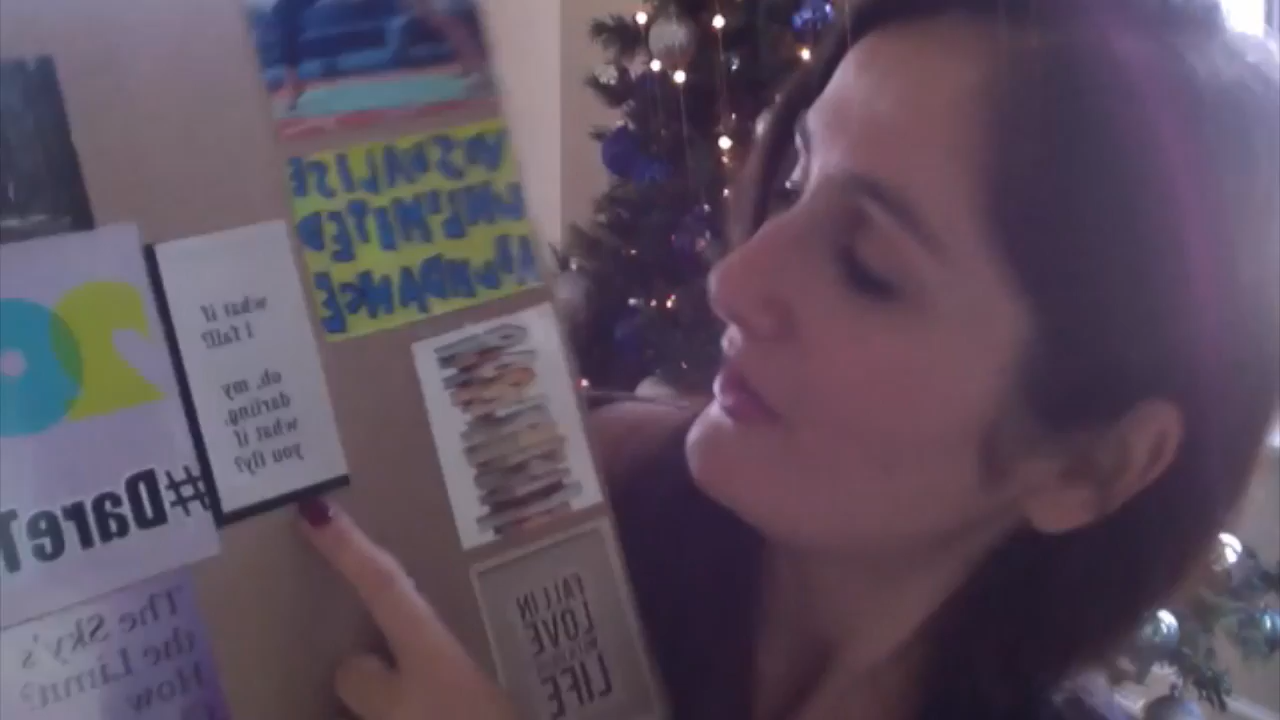 VISUALISE
UNLIMITED
ABUNDANCE
what if
i fall?
oh, my
darling,
what if
you fly?
#DareT
FALL IN
LOVE
LIFE
The Sky's
the Limit?
How